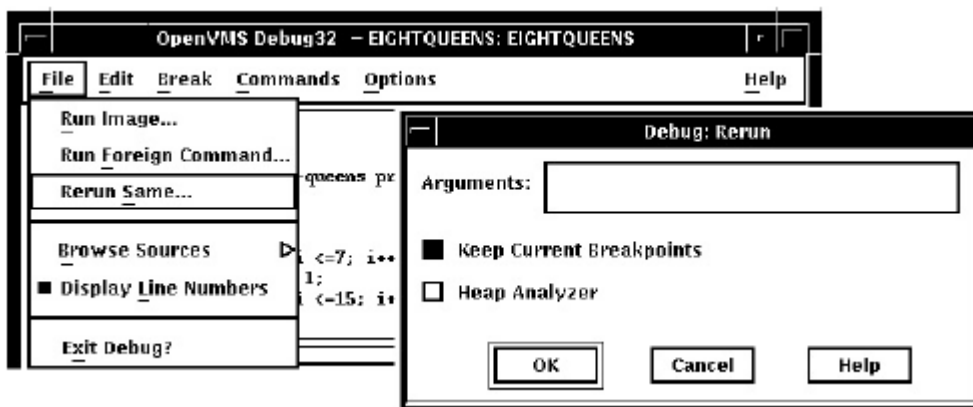 OpenVMS Debug32 – EIGHTQUEENS: EIGHTQUEENS
File Edit Break Commands Options Help
Run Image...
Run Foreign Command...
Rerun Same...
Browse Sources
Display Line Numbers
Exit Debug?
-queens pr
i <=7; i++
1;
i <=15; i+
Debug: Rerun
Arguments:
Keep Current Breakpoints
Heap Analyzer
OK Cancel Help